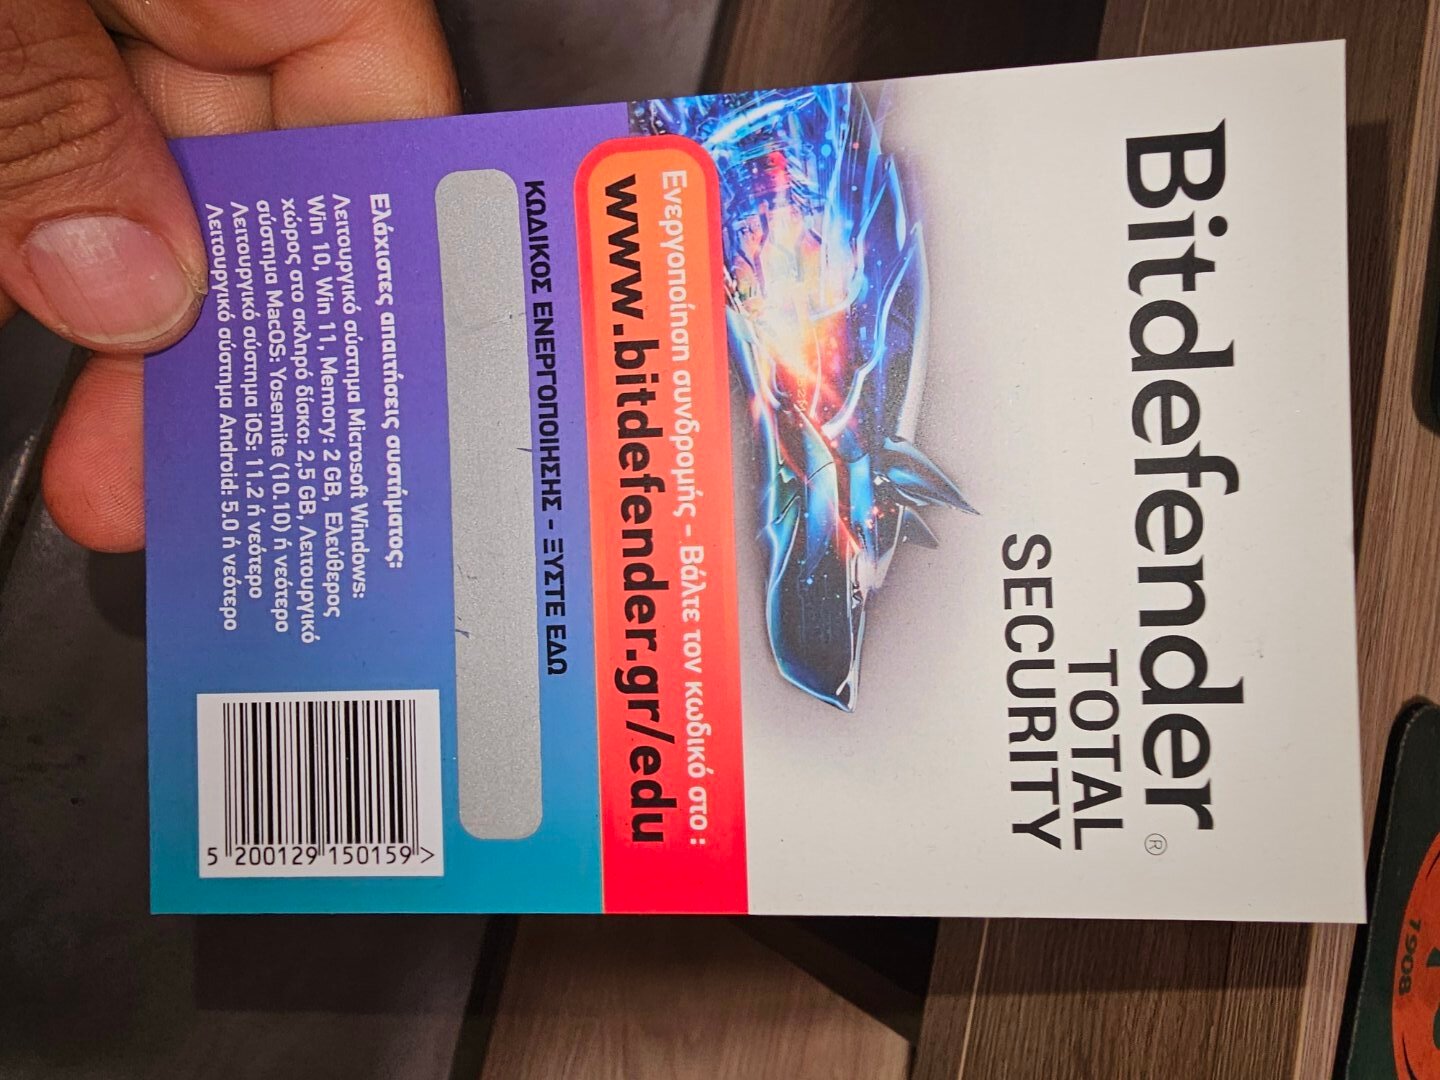 Bitdefender®
TOTAL
SECURITY
Ενεργοποίηση συνδρομής - Βάλτε τον κωδικό στο :
www.bitdefender.gr/edu
ΚΩΔΙΚΟΣ ΕΝΕΡΓΟΠΟΙΗΣΗΣ - ΞΥΣΤΕ ΕΔΩ
Ελάχιστες απαιτήσεις συστήματος:
Λειτουργικό σύστημα Microsoft Windows:
Win 10, Win 11, Memory: 2 GB, Ελεύθερος
χώρος στο σκληρό δίσκο: 2,5 GB, Λειτουργικό
σύστημα MacOS: Yosemite (10.10) ή νεότερο
Λειτουργικό σύστημα iOS: 11.2 ή νεότερο
Λειτουργικό σύστημα Android: 5.0 ή νεότερο
5 200129 150159 >
1908